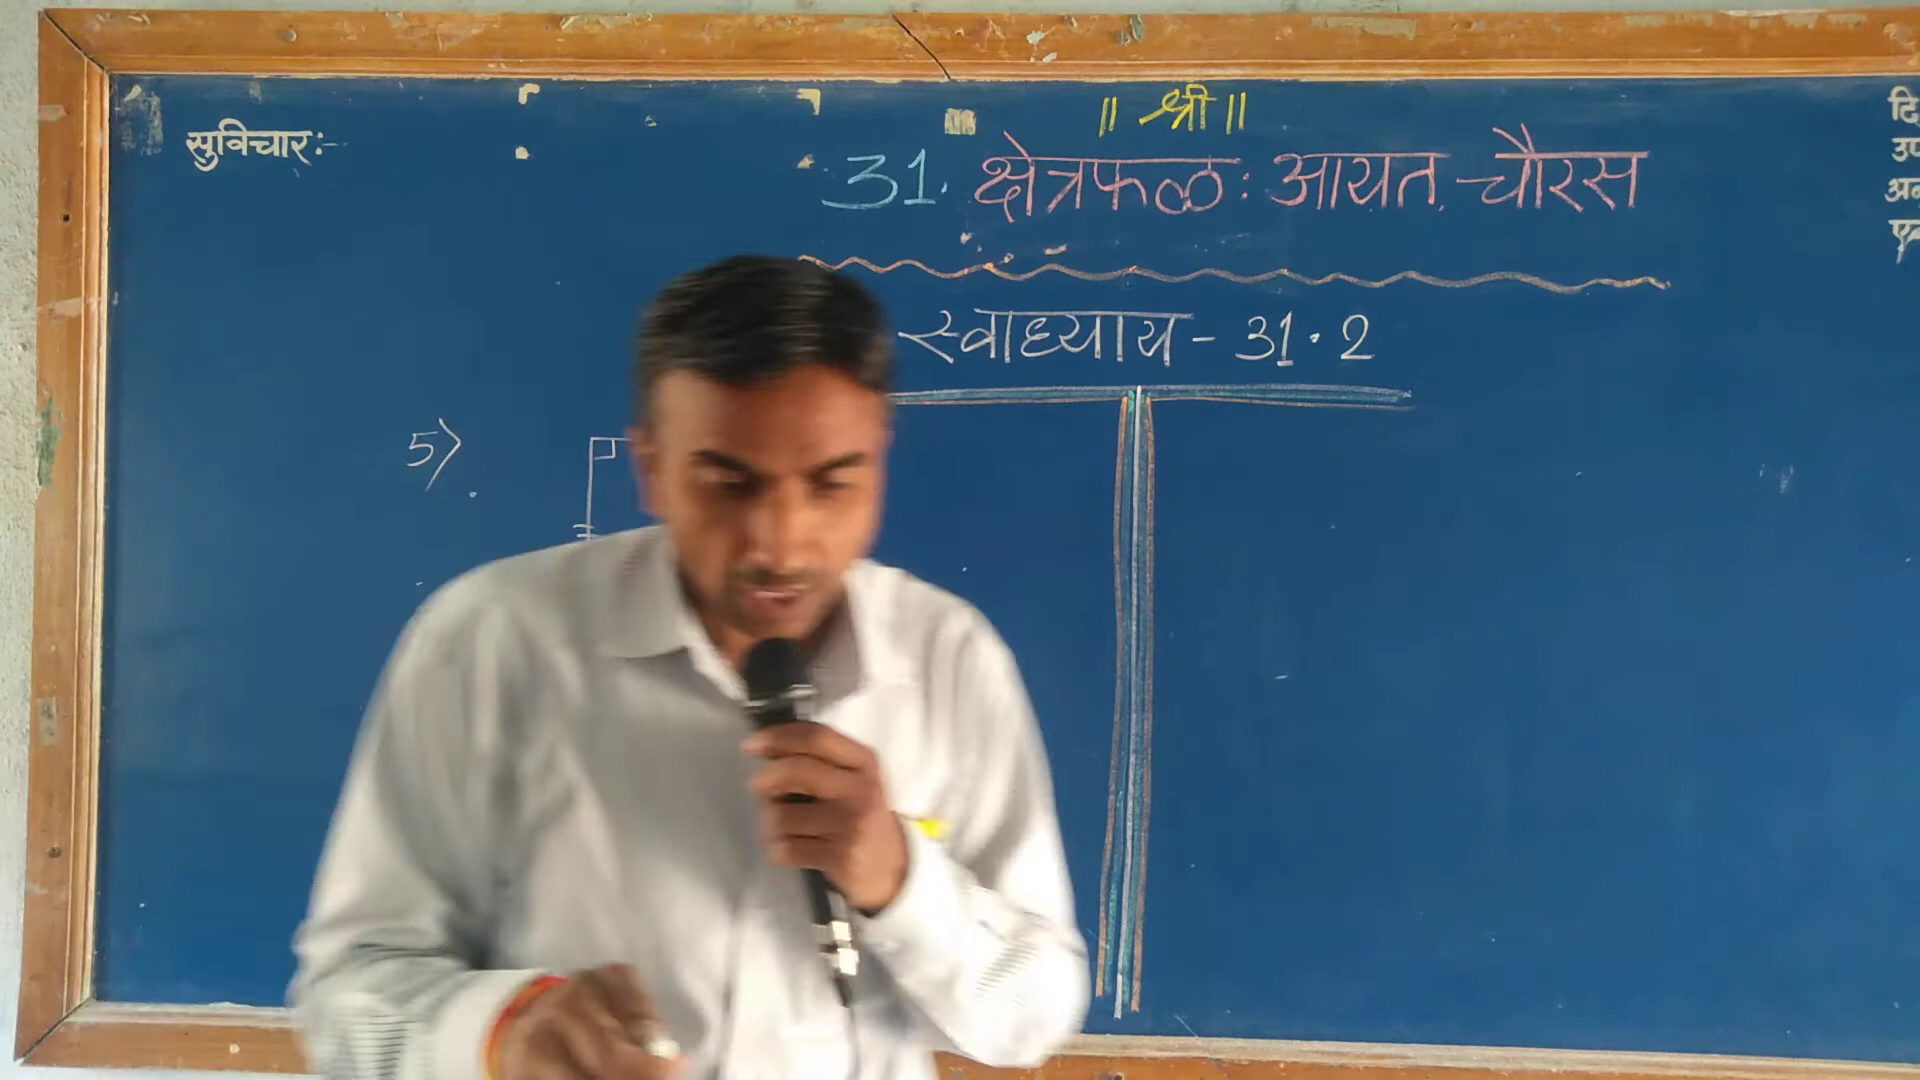 ॥ श्री ॥
सुविचार:-
31. क्षेत्रफळ: आयत, चौरस
स्वाध्याय - 31.2
5)